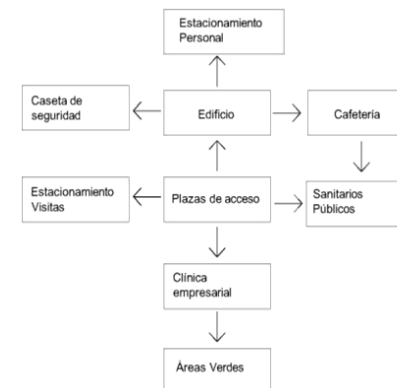 Estacionamiento
Personal
Caseta de
seguridad
Edificio
Cafetería
Estacionamiento
Visitas
Plazas de acceso
Sanitarios
Públicos
Clínica
empresarial
Áreas Verdes